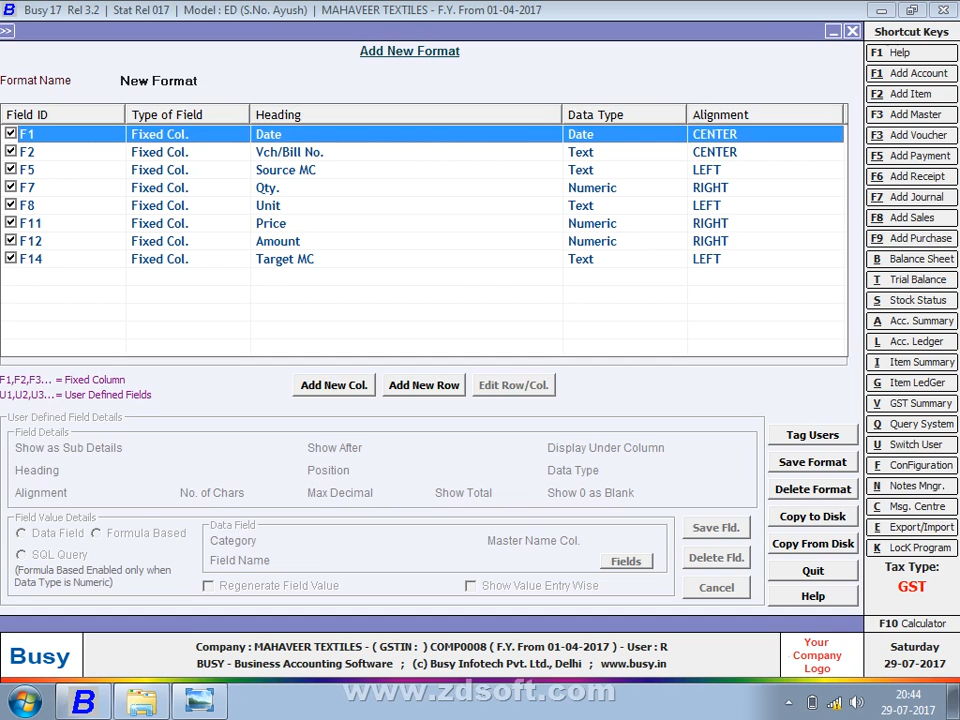 Busy 17 Rel 3.2 | Stat Rel 017 | Model : ED (S.No. Ayush) | MAHAVEER TEXTILES - F.Y. From 01-04-2017
>>
Add New Format
Format Name New Format
Field ID Type of Field Heading Data Type Alignment
F1 Fixed Col. Date Date CENTER
F2 Fixed Col. Vch/Bill No. Text CENTER
F5 Fixed Col. Source MC Text LEFT
F7 Fixed Col. Qty. Numeric RIGHT
F8 Fixed Col. Unit Text LEFT
F11 Fixed Col. Price Numeric RIGHT
F12 Fixed Col. Amount Numeric RIGHT
F14 Fixed Col. Target MC Text LEFT
F1,F2,F3... = Fixed Column
U1,U2,U3...= User Defined Fields
Add New Col. Add New Row Edit Row/Col.
User Defined Field Details
Field Details
Show as Sub Details Show After Display Under Column
Heading Position Data Type
Alignment No. of Chars Max Decimal Show Total Show 0 as Blank
Field Value Details
Data Field Formula Based
SQL Query
(Formula Based Enabled only when
Data Type is Numeric)
Data Field
Category Master Name Col.
Field Name Fields
Regenerate Field Value Show Value Entry Wise
Save Fld.
Delete Fld.
Cancel
Tag Users
Save Format
Delete Format
Copy to Disk
Copy From Disk
Quit
Help
Shortcut Keys
F1 Help
F1 Add Account
F2 Add Item
F3 Add Master
F3 Add Voucher
F5 Add Payment
F6 Add Receipt
F7 Add Journal
F8 Add Sales
F9 Add Purchase
B Balance Sheet
T Trial Balance
S Stock Status
A Acc. Summary
L Acc. Ledger
I Item Summary
G Item LedGer
V GST Summary
Q Query System
U Switch User
F ConFiguration
N Notes Mngr.
C Msg. Centre
E Export/Import
K LocK Program
Tax Type:
GST
F10 Calculator
Saturday
29-07-2017
Busy
Company : MAHAVEER TEXTILES - ( GSTIN : ) COMP0008 ( F.Y. From 01-04-2017 ) - User : R
BUSY - Business Accounting Software ; (c) Busy Infotech Pvt. Ltd., Delhi ; www.busy.in
Your
Company
Logo
www.zdsoft.com
20:44
29-07-2017